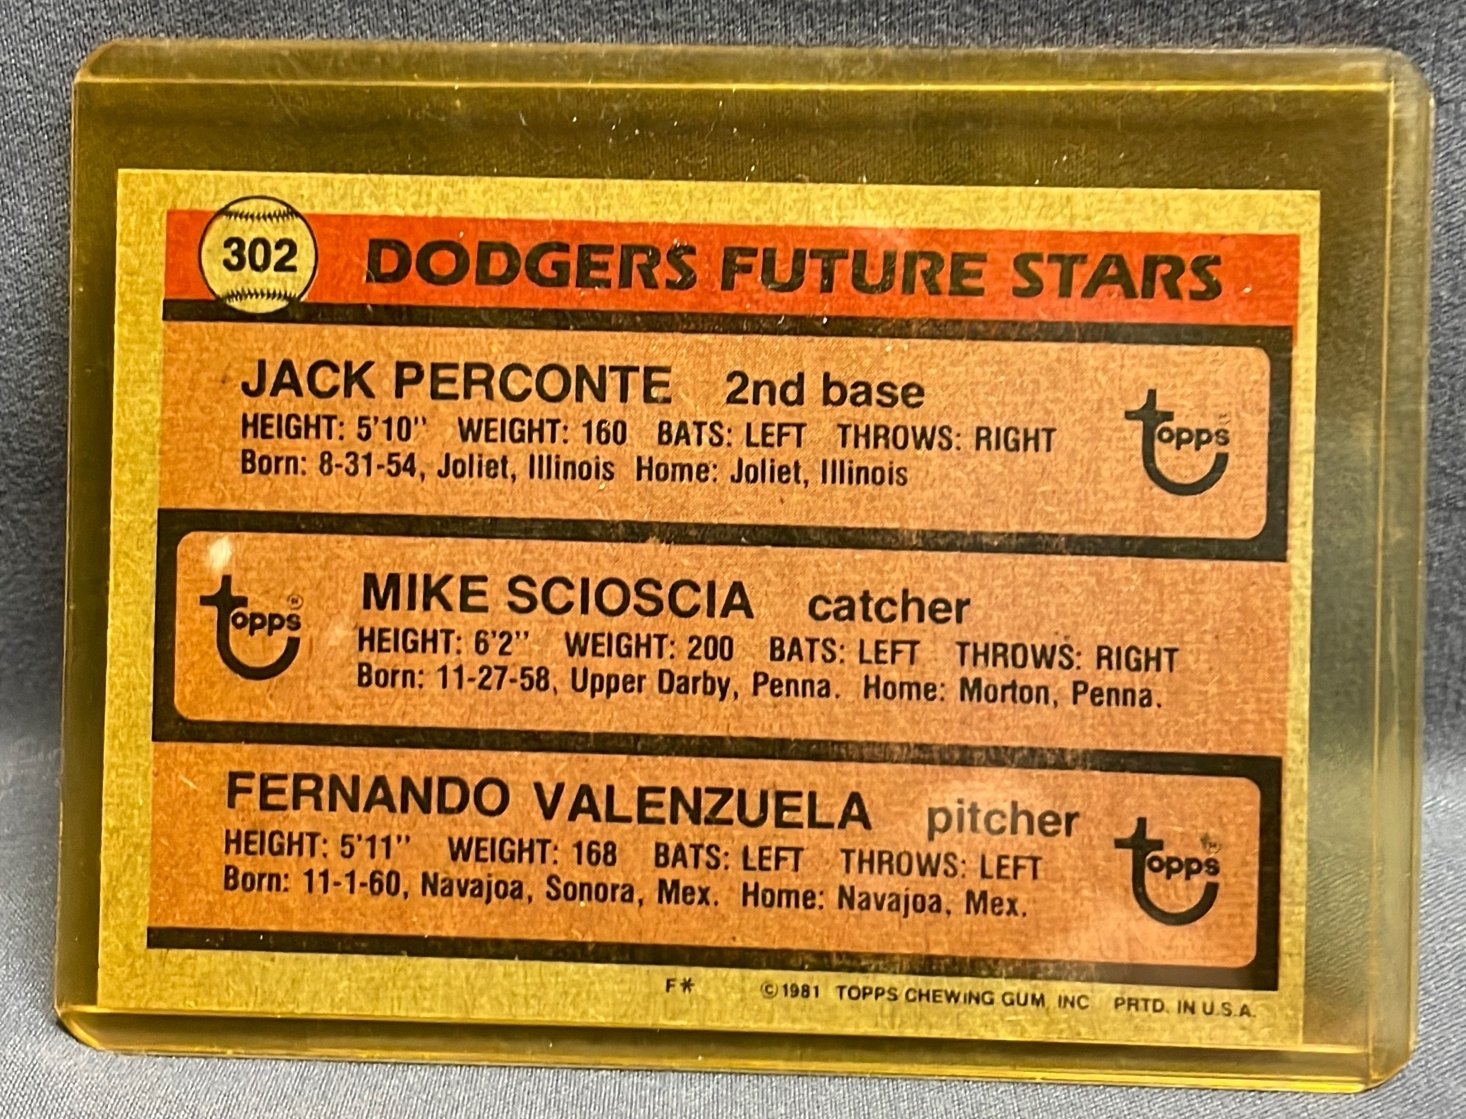 302 DODGERS FUTURE STARS
JACK PERCONTE 2nd base
HEIGHT: 5'10" WEIGHT: 160 BATS: LEFT THROWS: RIGHT
Born: 8-31-54, Joliet, Illinois Home: Joliet, Illinois
topps
MIKE SCIOSCIA catcher
topps®
HEIGHT: 6'2" WEIGHT: 200 BATS: LEFT THROWS: RIGHT
Born: 11-27-58, Upper Darby, Penna. Home: Morton, Penna.
FERNANDO VALENZUELA pitcher
HEIGHT: 5'11" WEIGHT: 168 BATS: LEFT THROWS: LEFT
Born: 11-1-60, Navajoa, Sonora, Mex. Home: Navajoa, Mex.
topps®
F* ©1981 TOPPS CHEWING GUM, INC PRTD. IN U.S.A.